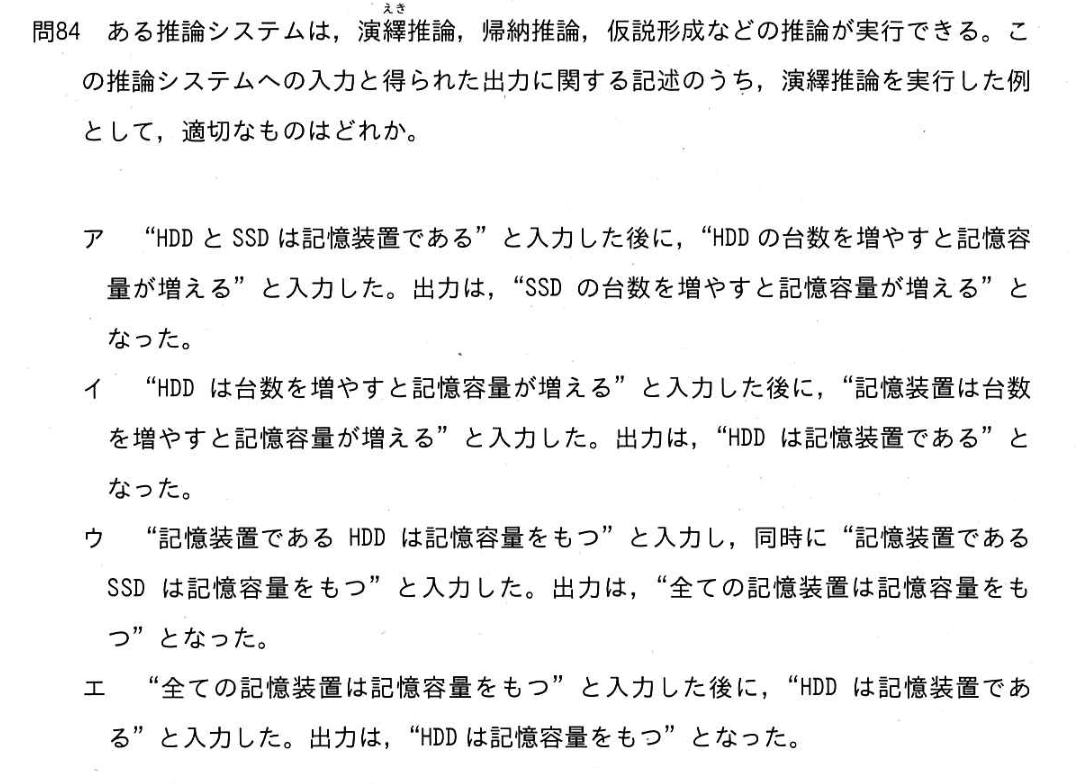 えき
問84 ある推論システムは，演繹推論，帰納推論，仮説形成などの推論が実行できる。こ
の推論システムへの入力と得られた出力に関する記述のうち，演繹推論を実行した例
として，適切なものはどれか。
ア “HDD と SSD は記憶装置である” と入力した後に，“HDD の台数を増やすと記憶容
量が増える” と入力した。出力は，“SSD の台数を増やすと記憶容量が増える” と
なった。
イ “HDD は台数を増やすと記憶容量が増える” と入力した後に，“記憶装置は台数
を増やすと記憶容量が増える” と入力した。出力は，“HDD は記憶装置である” と
なった。
ウ “記憶装置である HDD は記憶容量をもつ” と入力し，同時に “記憶装置である
SSD は記憶容量をもつ” と入力した。出力は，“全ての記憶装置は記憶容量をも
つ” となった。
エ “全ての記憶装置は記憶容量をもつ” と入力した後に，“HDD は記憶装置であ
る” と入力した。出力は，“HDD は記憶容量をもつ” となった。